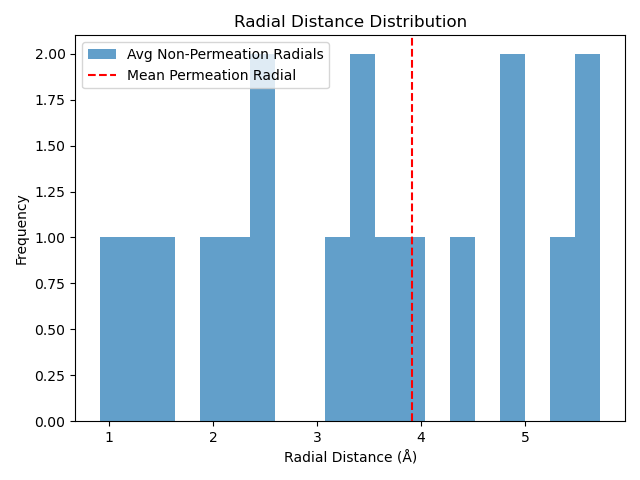 Radial Distance Distribution
Avg Non-Permeation Radials
Mean Permeation Radial
2.00
1.75
1.50
1.25
1.00
0.75
0.50
0.25
0.00
Frequency
1 2 3 4 5
Radial Distance (Å)